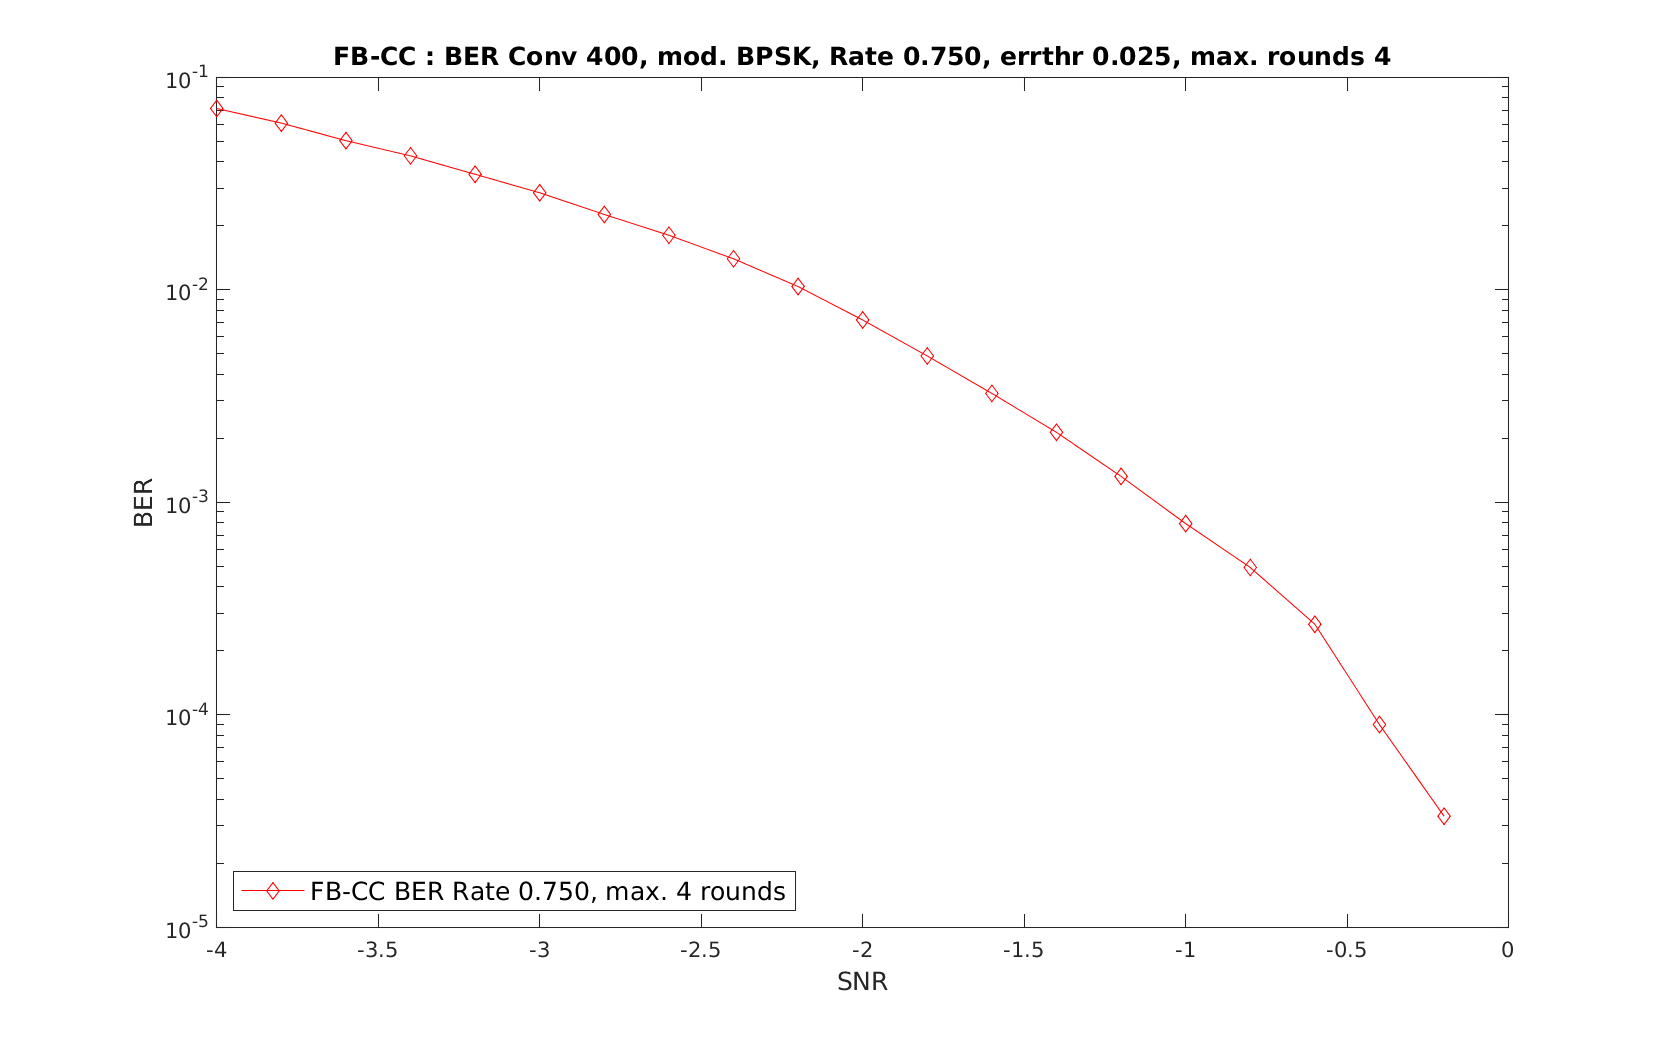 FB-CC : BER Conv 400, mod. BPSK, Rate 0.750, errthr 0.025, max. rounds 4
10^-1
10^-2
10^-3
10^-4
10^-5
BER
FB-CC BER Rate 0.750, max. 4 rounds
-4 -3.5 -3 -2.5 -2 -1.5 -1 -0.5 0
SNR